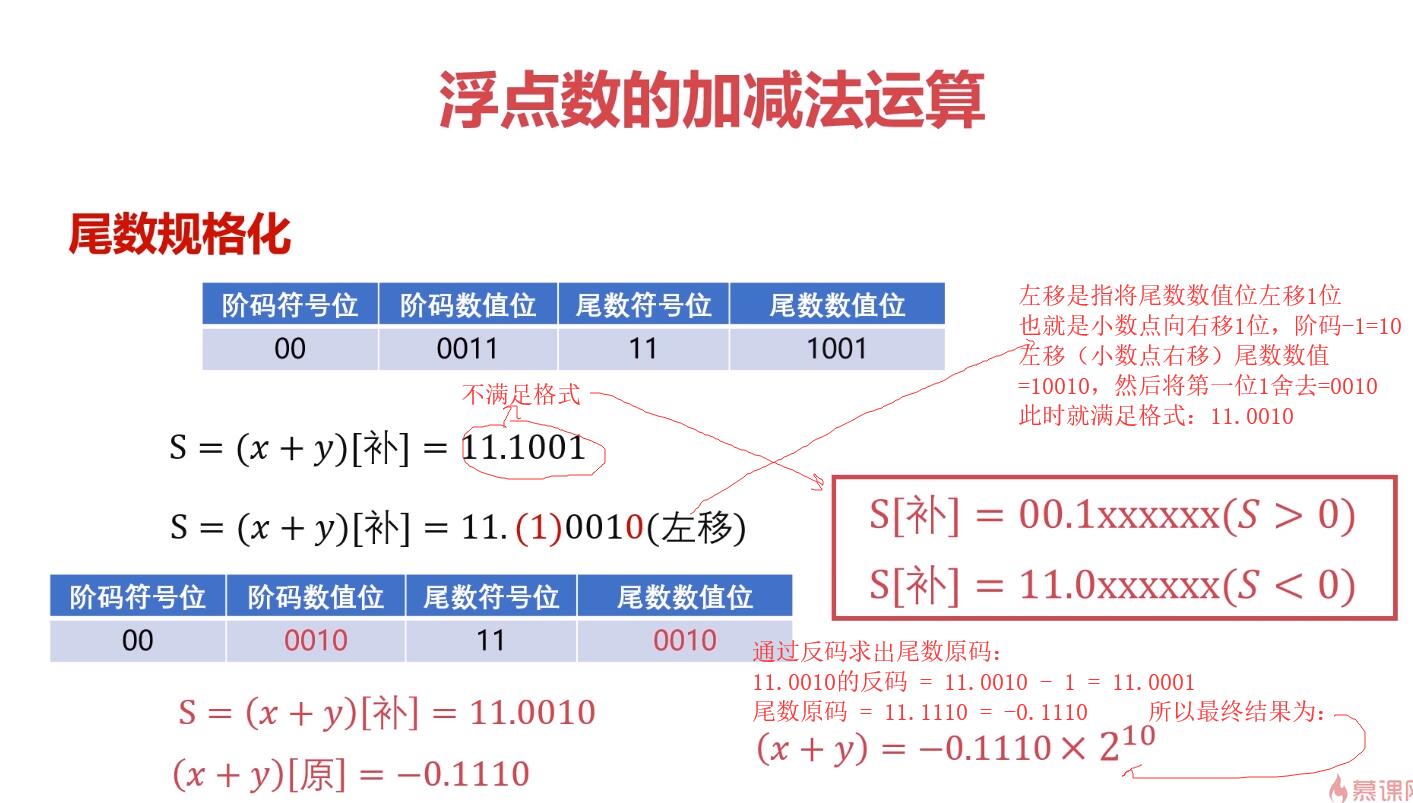 浮点数的加减法运算
尾数规格化
阶码符号位 阶码数值位 尾数符号位 尾数数值位
00 0011 11 1001
左移是指将尾数数值位左移1位
也就是小数点向右移1位，阶码-1=10
左移（小数点右移）尾数数值
=10010，然后将第一位1舍去=0010
此时就满足格式：11.0010
不满足格式
S = (x + y)[补] = 11.1001
S = (x + y)[补] = 11.(1)0010(左移)
S[补] = 00.1xxxxxx(S > 0)
S[补] = 11.0xxxxxx(S < 0)
阶码符号位 阶码数值位 尾数符号位 尾数数值位
00 0010 11 0010
通过反码求出尾数原码：
11.0010的反码 = 11.0010 - 1 = 11.0001
尾数原码 = 11.1110 = -0.1110 所以最终结果为：
S = (x + y)[补] = 11.0010
(x + y) = −0.1110 × 2^10
(x + y)[原] = −0.1110
慕课网